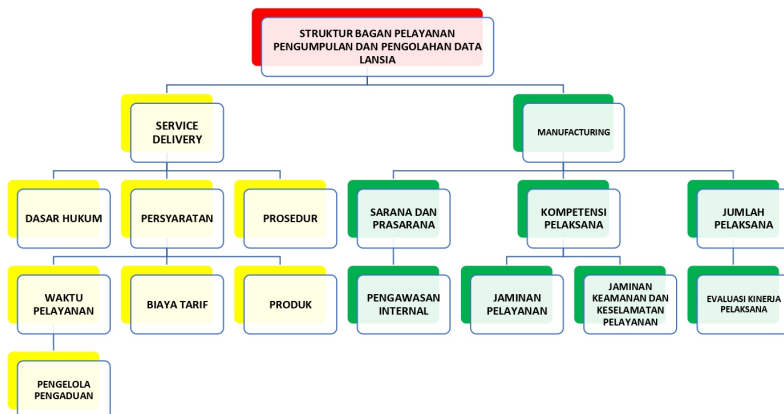 STRUKTUR BAGAN PELAYANAN
PENGUMPULAN DAN PENGOLAHAN DATA
LANSIA
SERVICE
DELIVERY
MANUFACTURING
DASAR HUKUM
PERSYARATAN
PROSEDUR
SARANA DAN
PRASARANA
KOMPETENSI
PELAKSANA
JUMLAH
PELAKSANA
WAKTU
PELAYANAN
BIAYA TARIF
PRODUK
PENGAWASAN
INTERNAL
JAMINAN
PELAYANAN
JAMINAN
KEAMANAN DAN
KESELAMATAN
PELAYANAN
EVALUASI KINERJA
PELAKSANA
PENGELOLA
PENGADUAN